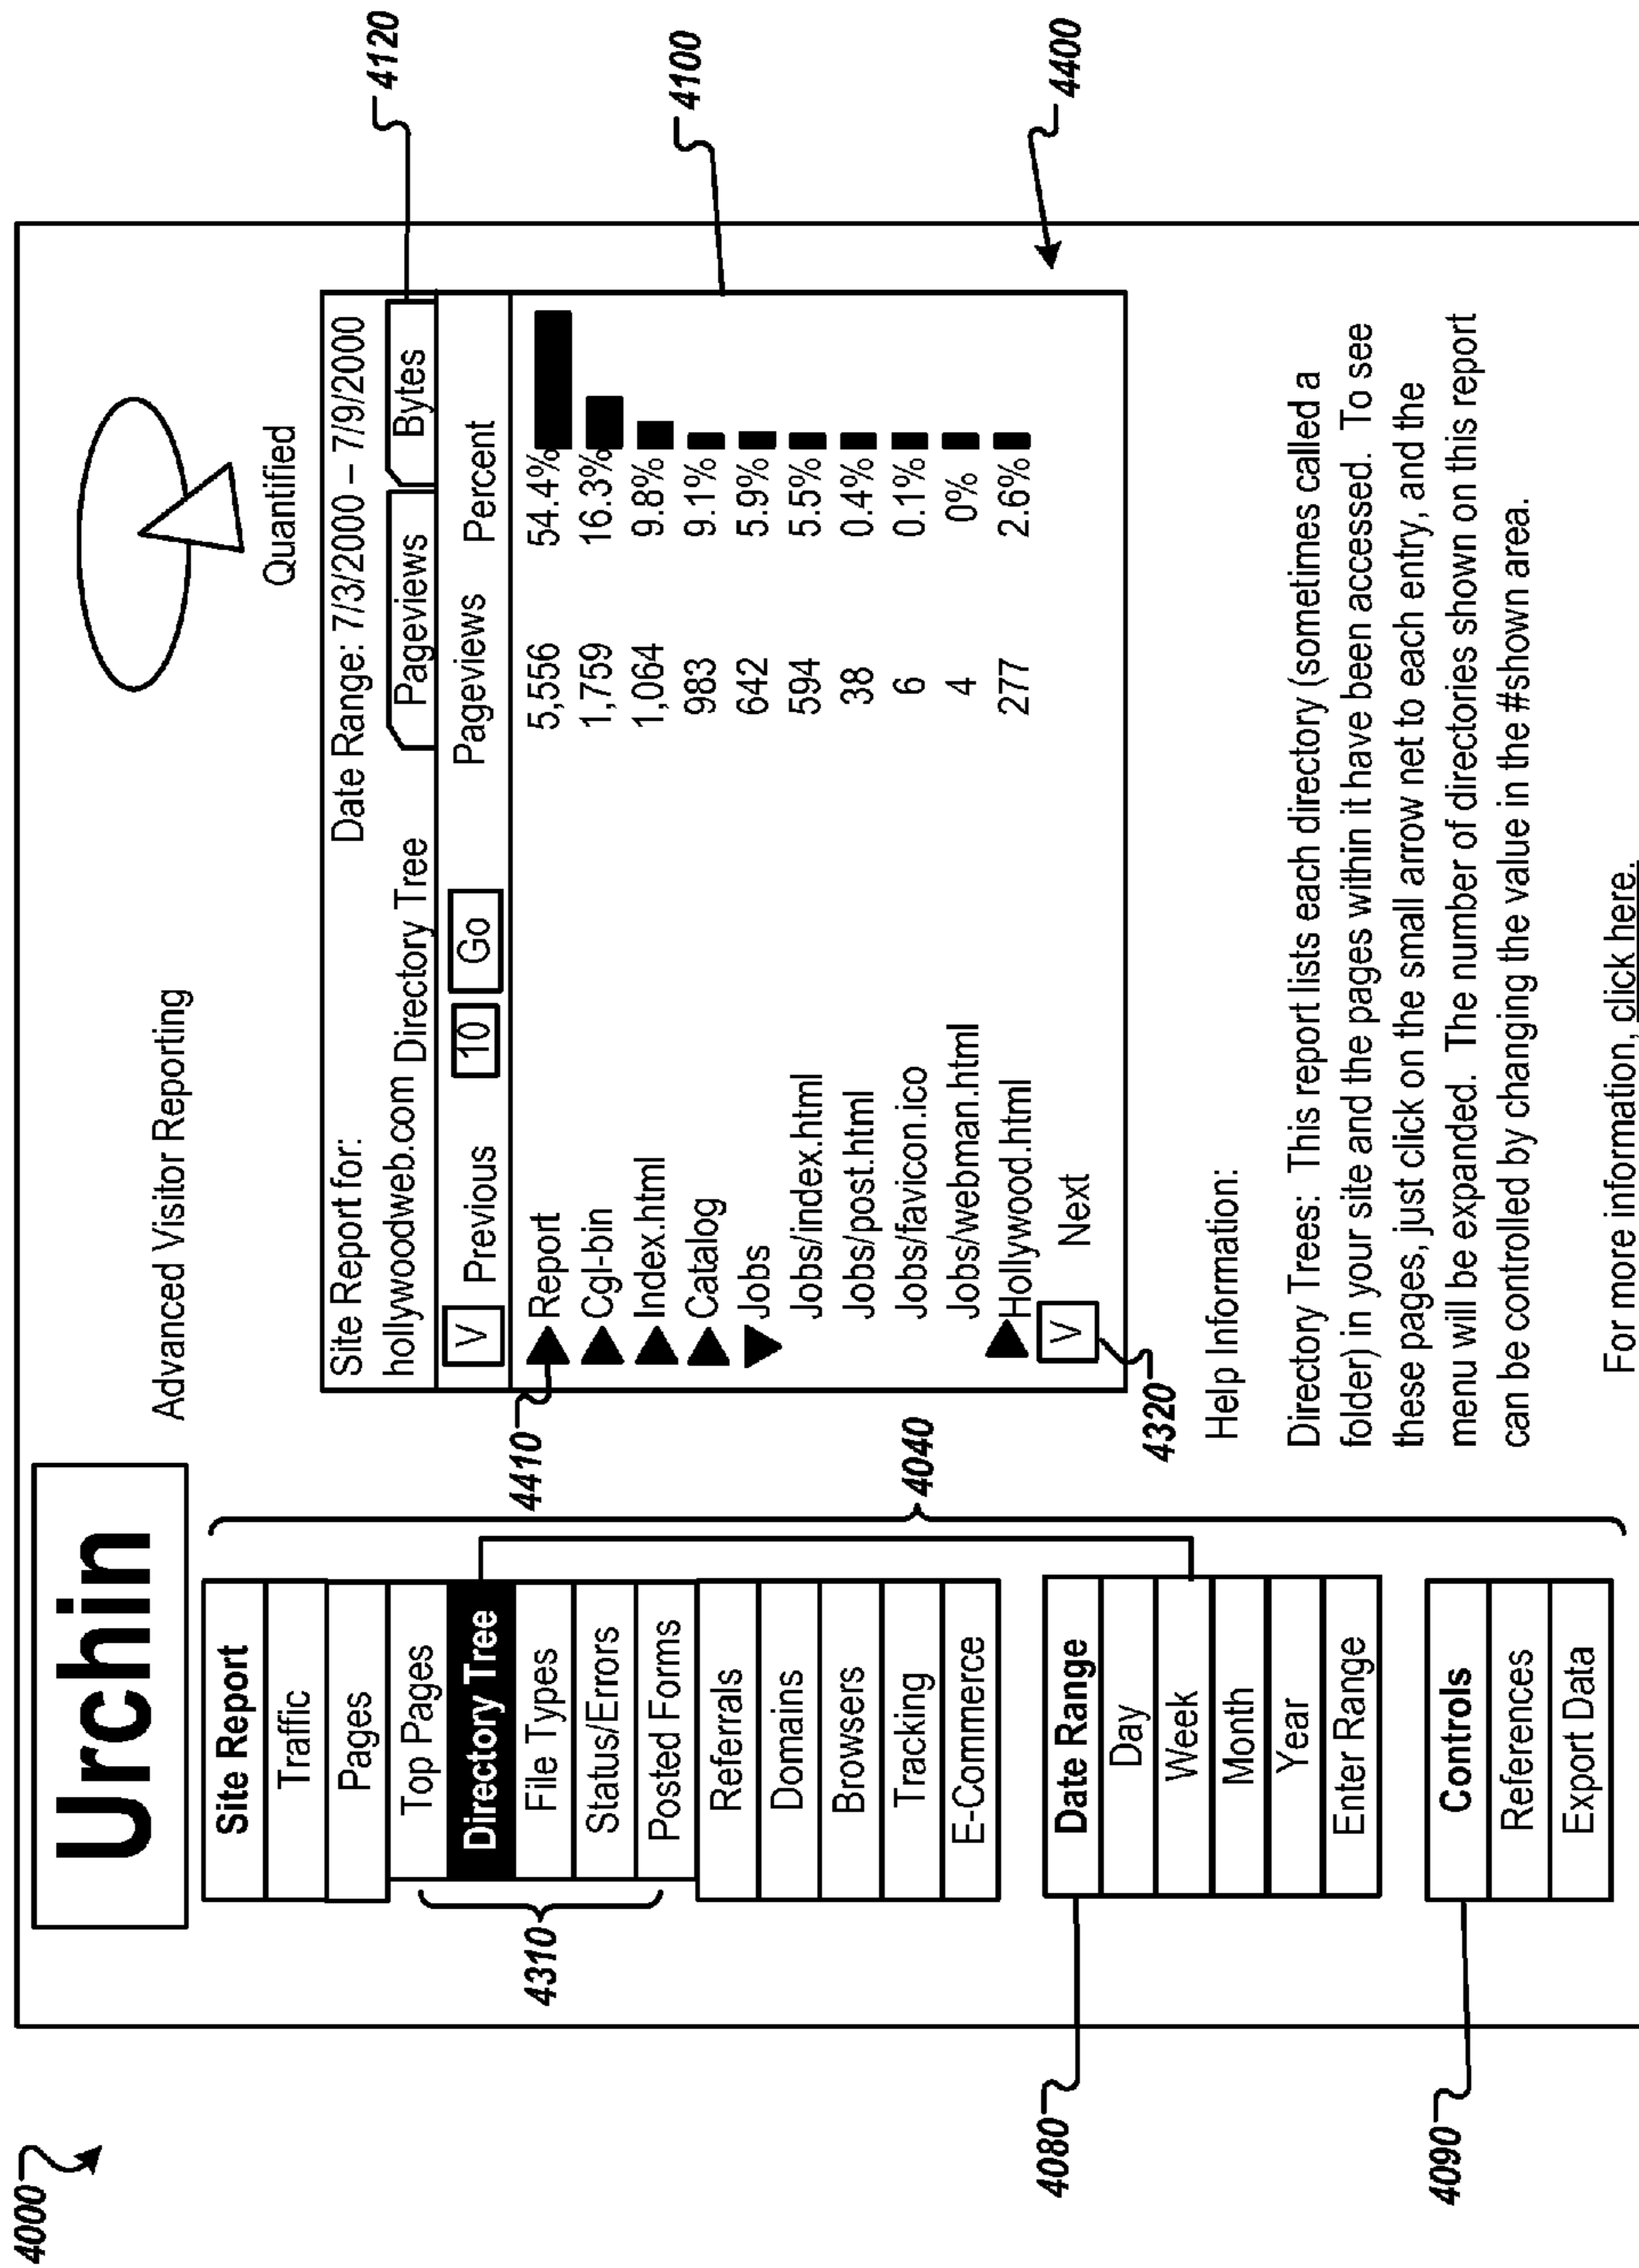 4000
Urchin
Advanced Visitor Reporting
Quantified
Site Report
Traffic
Pages
Top Pages
Directory Tree
File Types
Status/Errors
Posted Forms
Referrals
Domains
Browsers
Tracking
E-Commerce
4310
4040
4080
Date Range
Day
Week
Month
Year
Enter Range
4090
Controls
References
Export Data
Site Report for: Date Range: 7/3/2000 – 7/9/2000
hollywoodweb.com Directory Tree Pageviews Bytes
4120
V Previous 10 Go Pageviews Percent
4410
Report 5,556 54.4%
Cgl-bin 1,759 16.3%
Index.html 1,064 9.8%
Catalog 983 9.1%
Jobs 642 5.9%
Jobs/index.html 594 5.5%
Jobs/post.html 38 0.4%
Jobs/favicon.ico 6 0.1%
Jobs/webman.html 4 0%
Hollywood.html 277 2.6%
V Next
4100
4400
4320
Help Information:
Directory Trees: This report lists each directory (sometimes called a
folder) in your site and the pages within it have been accessed. To see
these pages, just click on the small arrow net to each entry, and the
menu will be expanded. The number of directories shown on this report
can be controlled by changing the value in the #shown area.
For more information, click here.